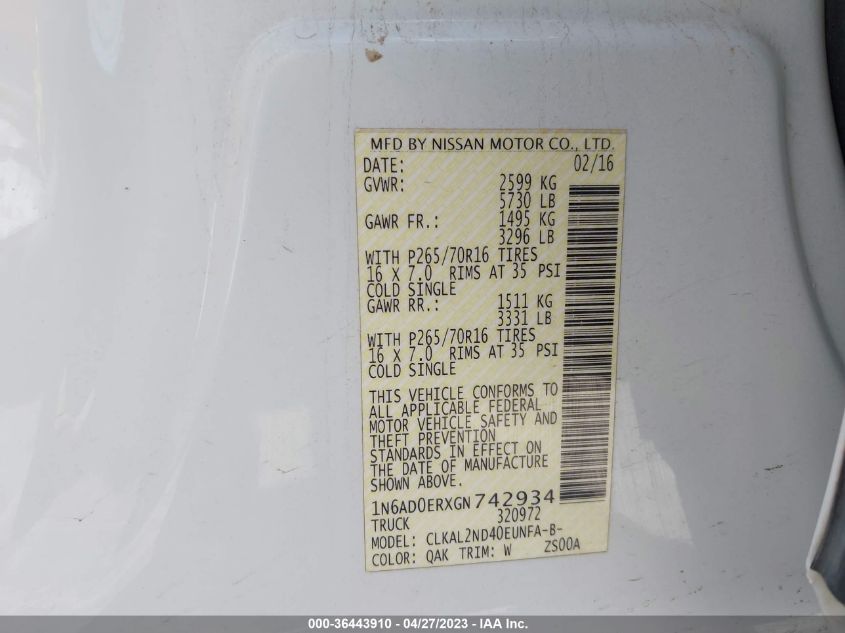 MFD BY NISSAN MOTOR CO., LTD.
DATE: 02/16
GVWR: 2599 KG
5730 LB
GAWR FR.: 1495 KG
3296 LB
WITH P265/70R16 TIRES
16 X 7.0 RIMS AT 35 PSI
COLD SINGLE
GAWR RR.: 1511 KG
3331 LB
WITH P265/70R16 TIRES
16 X 7.0 RIMS AT 35 PSI
COLD SINGLE
THIS VEHICLE CONFORMS TO
ALL APPLICABLE FEDERAL
MOTOR VEHICLE SAFETY AND
THEFT PREVENTION
STANDARDS IN EFFECT ON
THE DATE OF MANUFACTURE
SHOWN ABOVE.
1N6AD0ERXGN742934
TRUCK 320972
MODEL: CLKAL2ND40EUNFA-B-
COLOR: QAK TRIM: W ZS00A
000-36443910 - 04/27/2023 - IAA Inc.